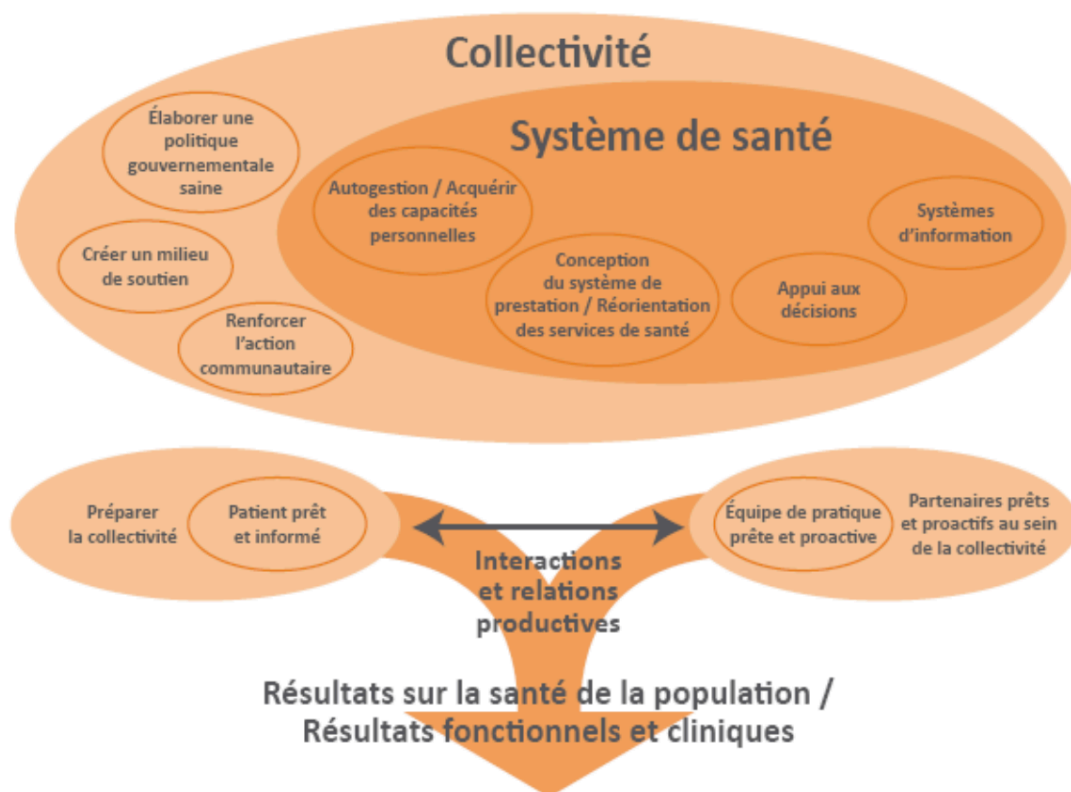 Collectivité
Système de santé
Élaborer une
politique
gouvernementale
saine
Créer un milieu
de soutien
Renforcer
l’action
communautaire
Autogestion / Acquérir
des capacités
personnelles
Conception
du système de
prestation / Réorientation
des services de santé
Appui aux
décisions
Systèmes
d’information
Préparer
la collectivité
Patient prêt
et informé
Interactions
et relations
productives
Équipe de pratique
prête et proactive
Partenaires prêts
et proactifs au sein
de la collectivité
Résultats sur la santé de la population /
Résultats fonctionnels et cliniques